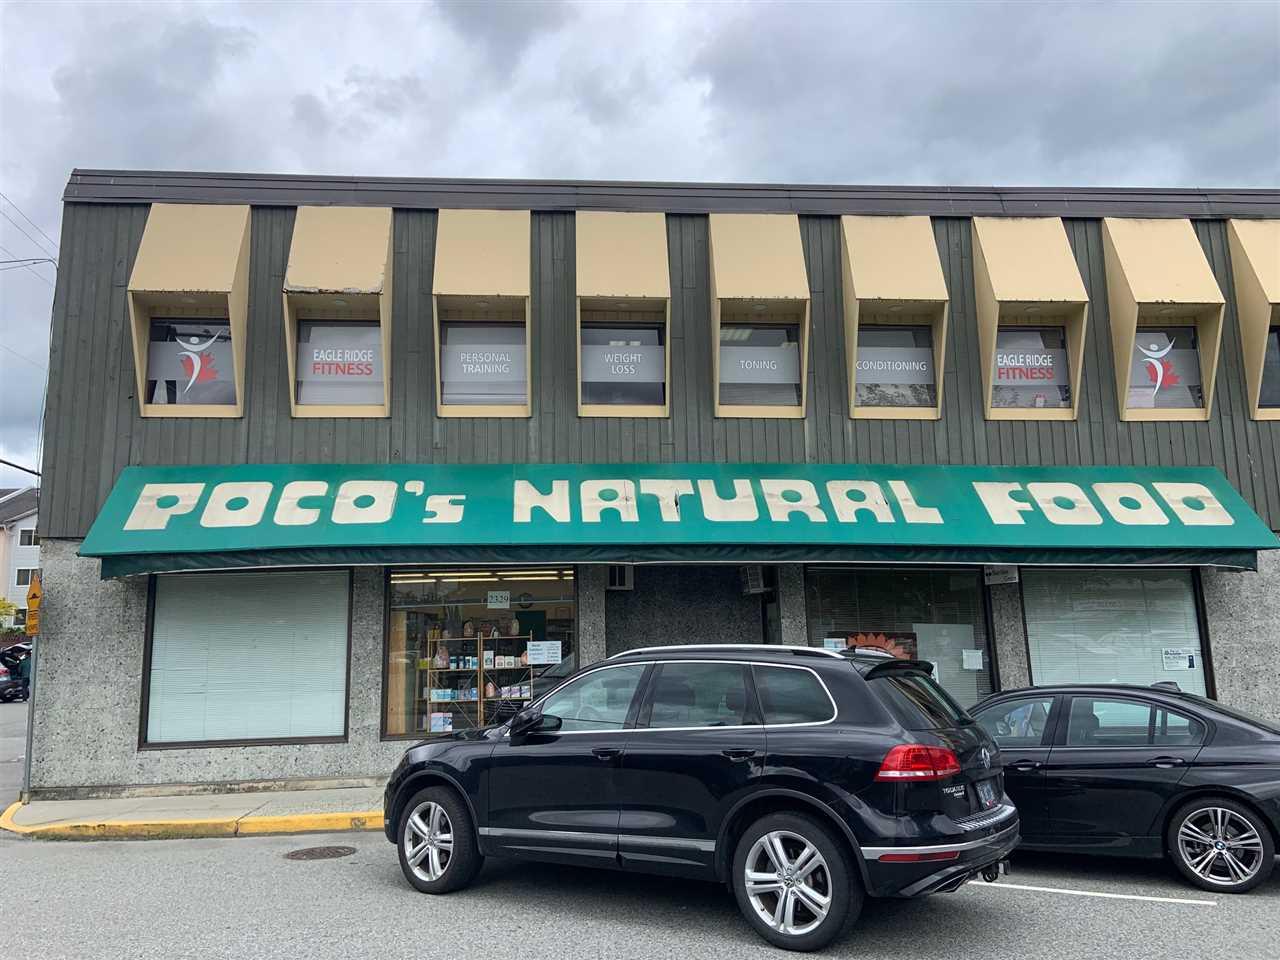 EAGLE RIDGE
FITNESS
PERSONAL
TRAINING
WEIGHT
LOSS
TONING
CONDITIONING
EAGLE RIDGE
FITNESS
POCO's NATURAL FOOD
2329